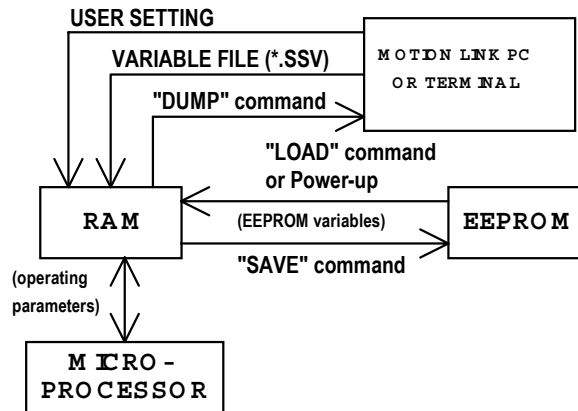 USER SETTING
VARIABLE FILE (*.SSV)
"DUMP" command
MOTION LINK PC
OR TERMINAL
"LOAD" command
or Power-up
RAM
(EEPROM variables)
EEPROM
"SAVE" command
(operating
parameters)
MICRO-
PROCESSOR